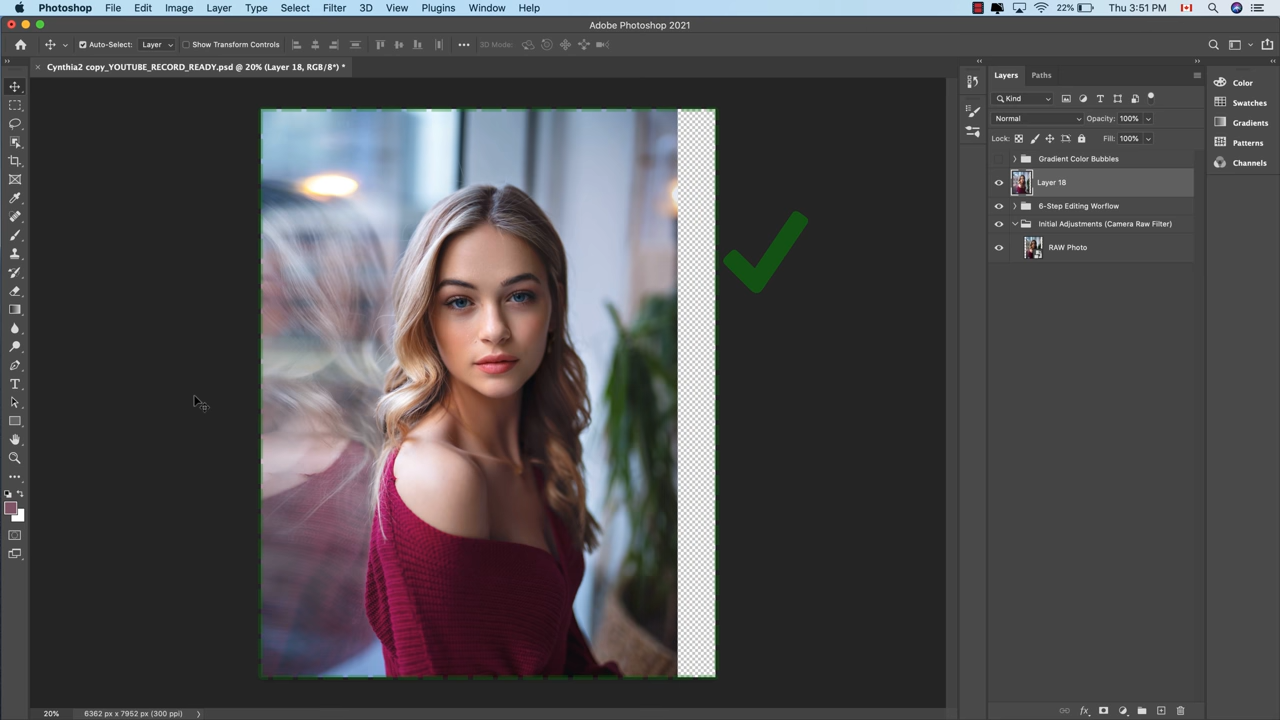 Photoshop File Edit Image Layer Type Select Filter 3D View Plugins Window Help 22% Thu 3:51 PM
Adobe Photoshop 2021
Auto-Select: Layer Show Transform Controls 3D Mode:
Cynthia2 copy_YOUTUBE_RECORD_READY.psd @ 20% (Layer 18, RGB/8*) *
Layers Paths
Color
Kind
Swatches
Normal Opacity: 100%
Gradients
Lock: Fill: 100%
Patterns
Gradient Color Bubbles
Channels
Layer 18
6-Step Editing Worflow
Initial Adjustments (Camera Raw Filter)
RAW Photo
20% 6362 px x 7952 px (300 ppi)